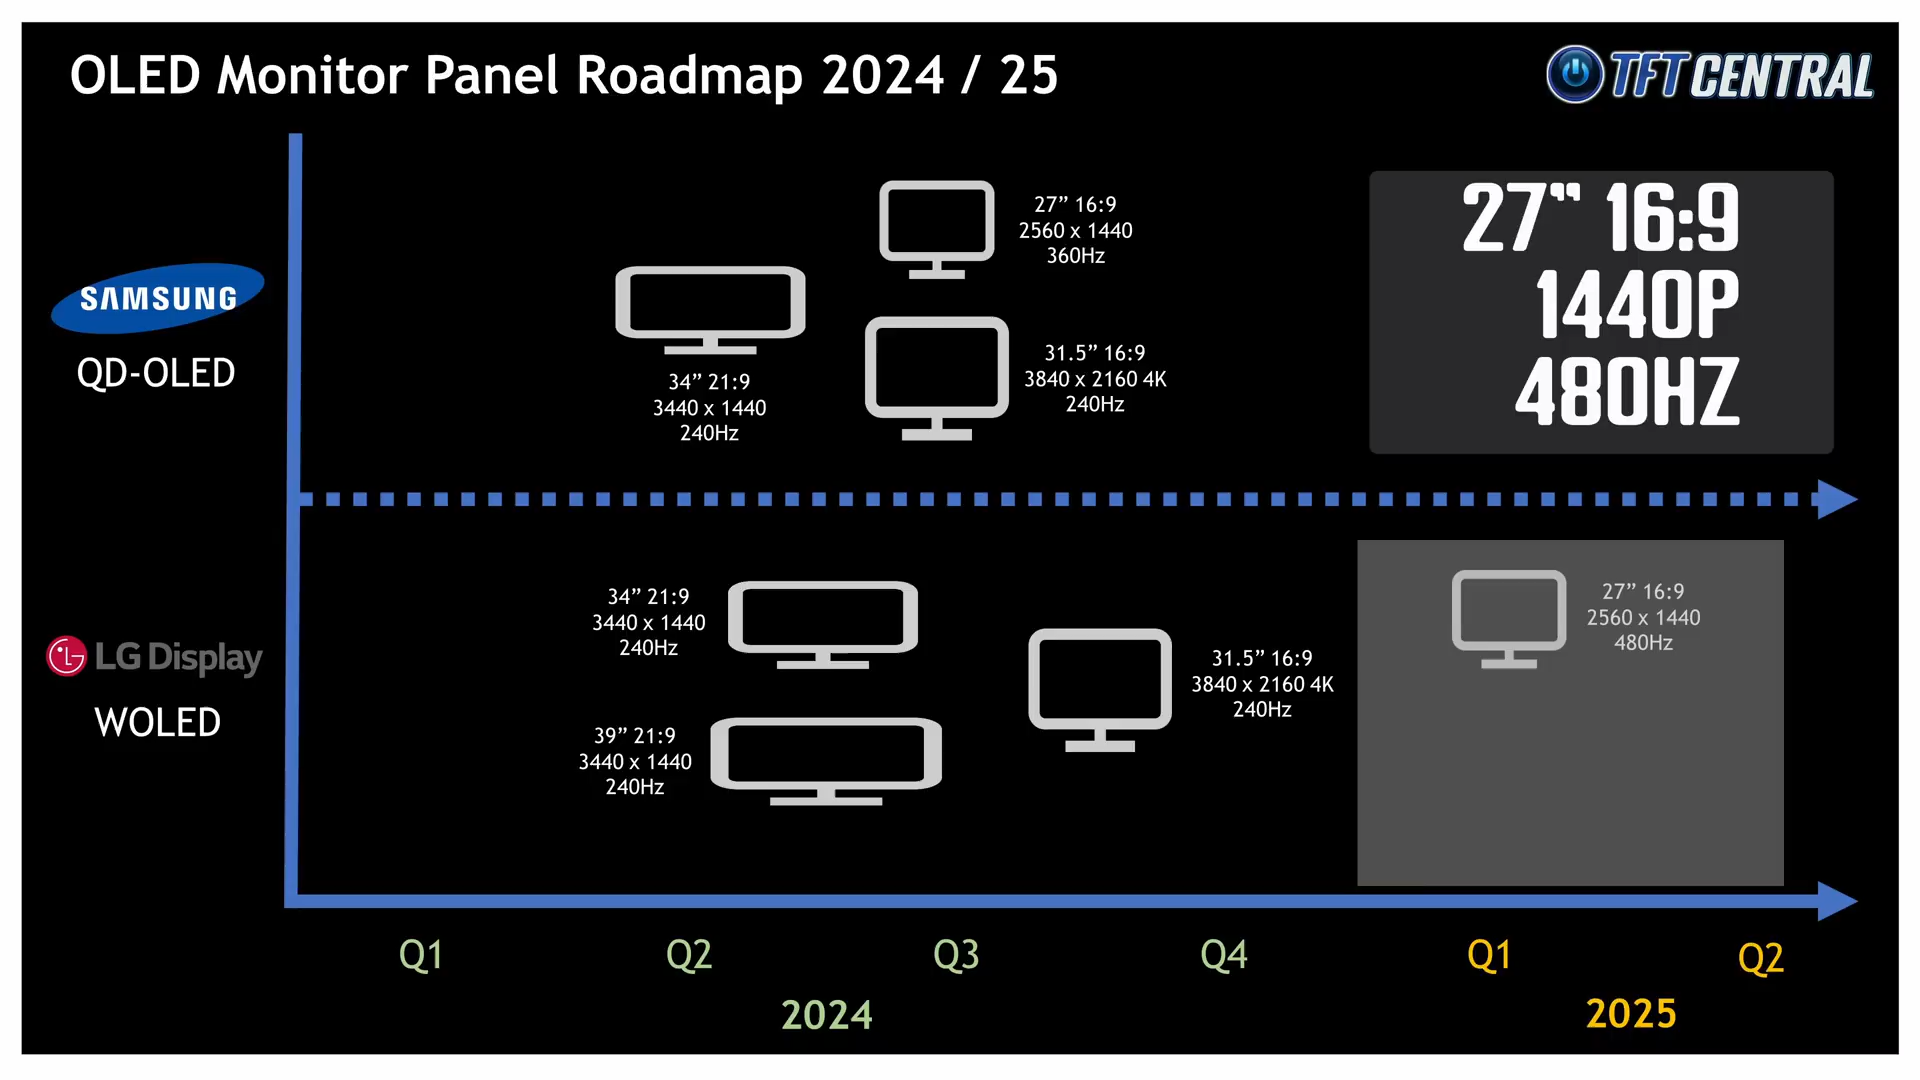 OLED Monitor Panel Roadmap 2024 / 25
TFTCENTRAL
SAMSUNG
QD-OLED
34” 21:9
3440 x 1440
240Hz
27” 16:9
2560 x 1440
360Hz
31.5” 16:9
3840 x 2160 4K
240Hz
27" 16:9
1440P
480HZ
LG Display
WOLED
34” 21:9
3440 x 1440
240Hz
39” 21:9
3440 x 1440
240Hz
31.5” 16:9
3840 x 2160 4K
240Hz
27” 16:9
2560 x 1440
480Hz
Q1 Q2 Q3 Q4 Q1 Q2
2024 2025